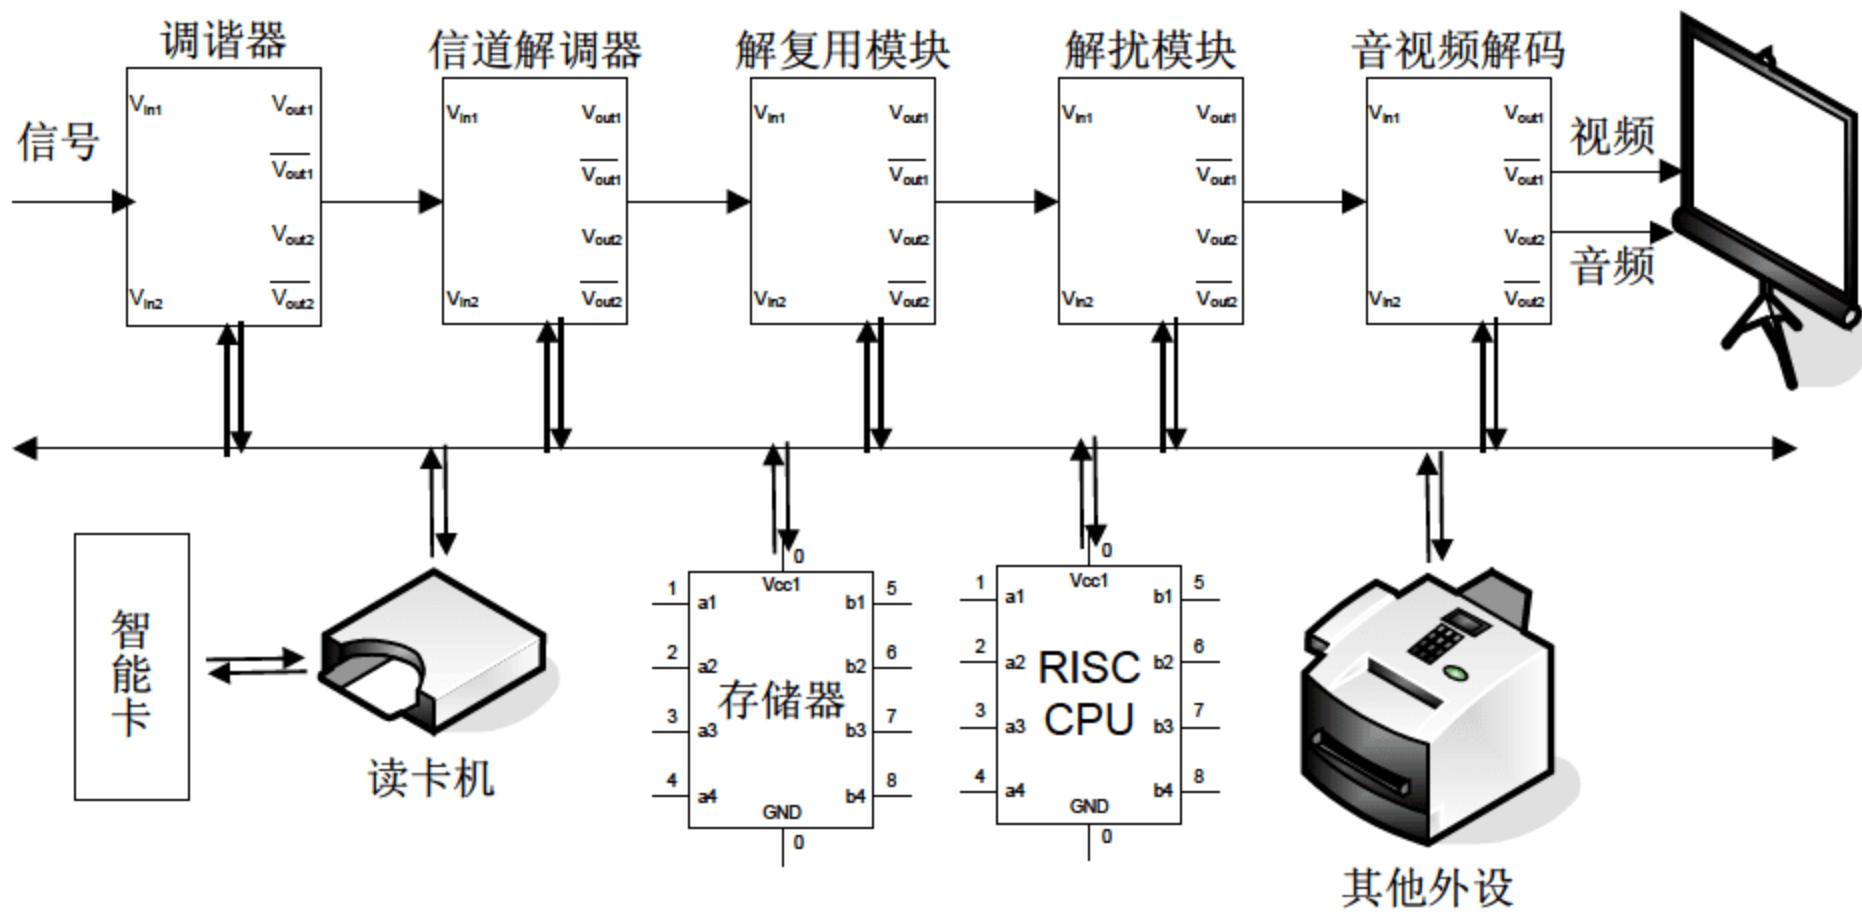 调谐器
信道解调器
解复用模块
解扰模块
音视频解码
信号
Vin1
Vout1
Vout1
Vout2
Vin2
Vout2
Vin1
Vout1
Vout1
Vout2
Vin2
Vout2
Vin1
Vout1
Vout1
Vout2
Vin2
Vout2
Vin1
Vout1
Vout1
Vout2
Vin2
Vout2
Vin1
Vout1
Vout1
Vout2
Vin2
Vout2
视频
音频
智能卡
读卡机
0
Vcc1
1 a1 b1 5
2 a2 b2 6
存储器
3 a3 b3 7
4 a4 b4 8
GND
0
0
Vcc1
1 a1 b1 5
2 a2 b2 6
RISC
CPU
3 a3 b3 7
4 a4 b4 8
GND
0
其他外设